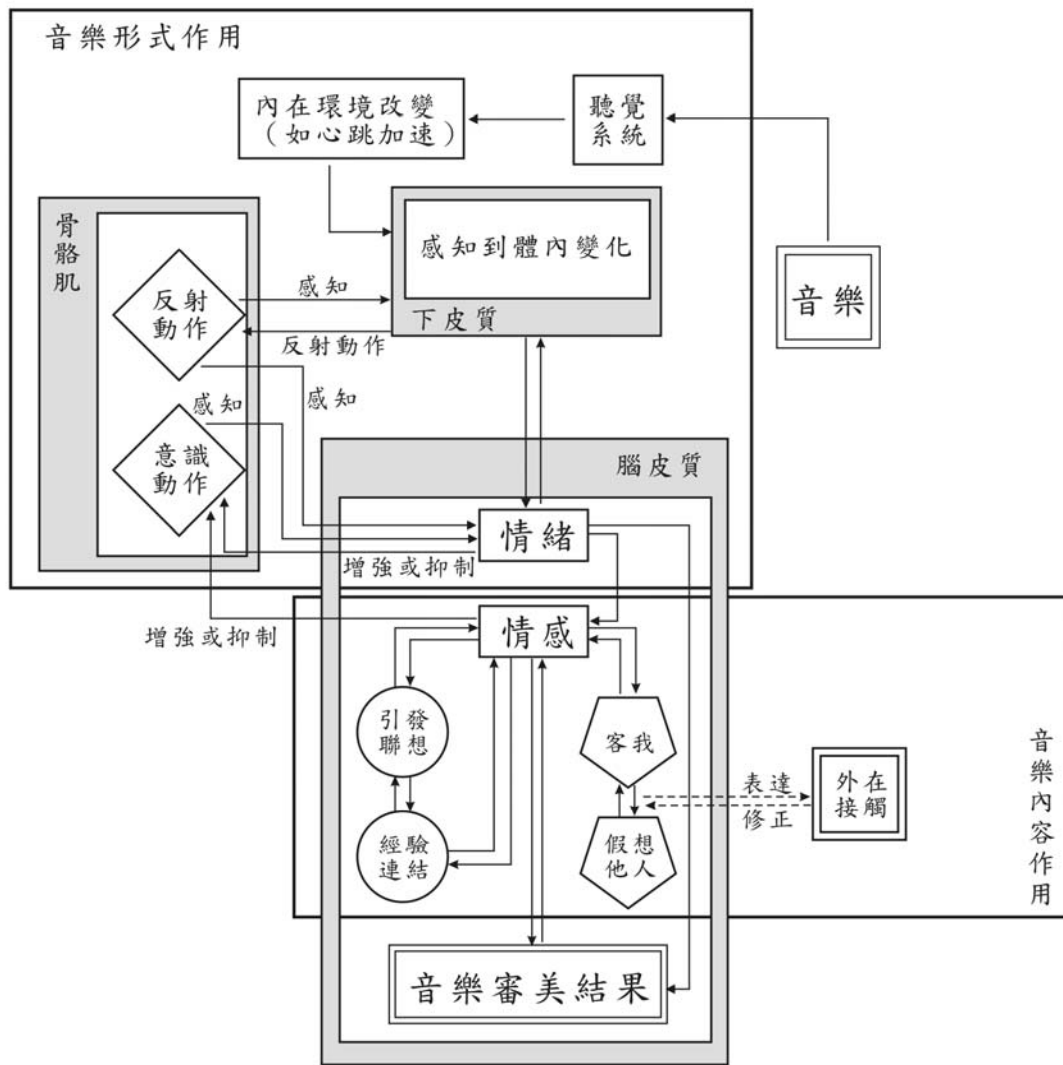 音樂形式作用
內在環境改變
（如心跳加速）
聽覺
系統
骨骼肌
感知到體內變化
下皮質
音樂
反射
動作
感知
反射動作
感知
感知
意識
動作
腦皮質
情緒
增強或抑制
增強或抑制
情感
引發
聯想
客我
經驗
連結
假想
他人
表達
修正
外在
接觸
音樂內容作用
音樂審美結果